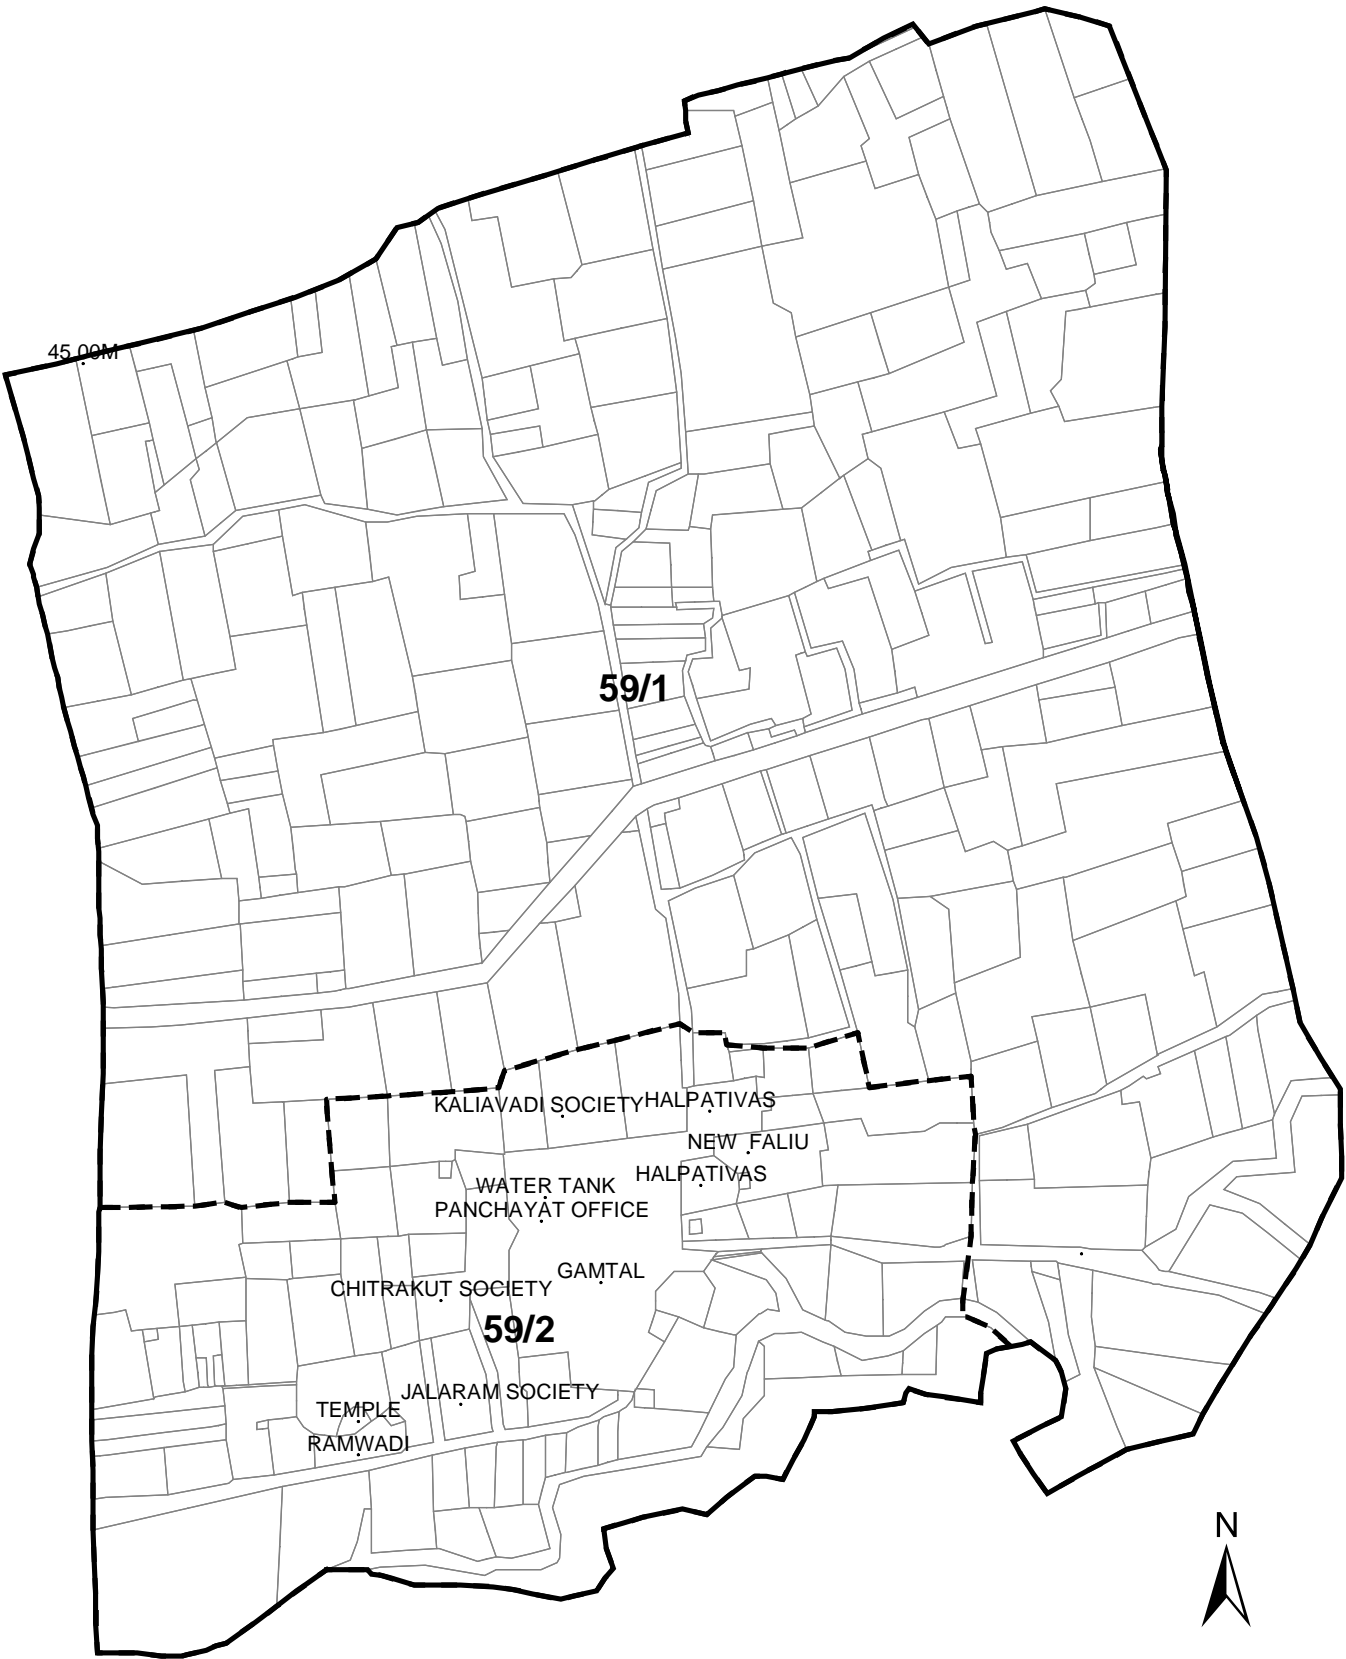 45.00M
59/1
KALIAVADI SOCIETY
HALPATIVAS
NEW FALIU
HALPATIVAS
WATER TANK
PANCHAYAT OFFICE
GAMTAL
CHITRAKUT SOCIETY
59/2
JALARAM SOCIETY
TEMPLE
RAMWADI
N